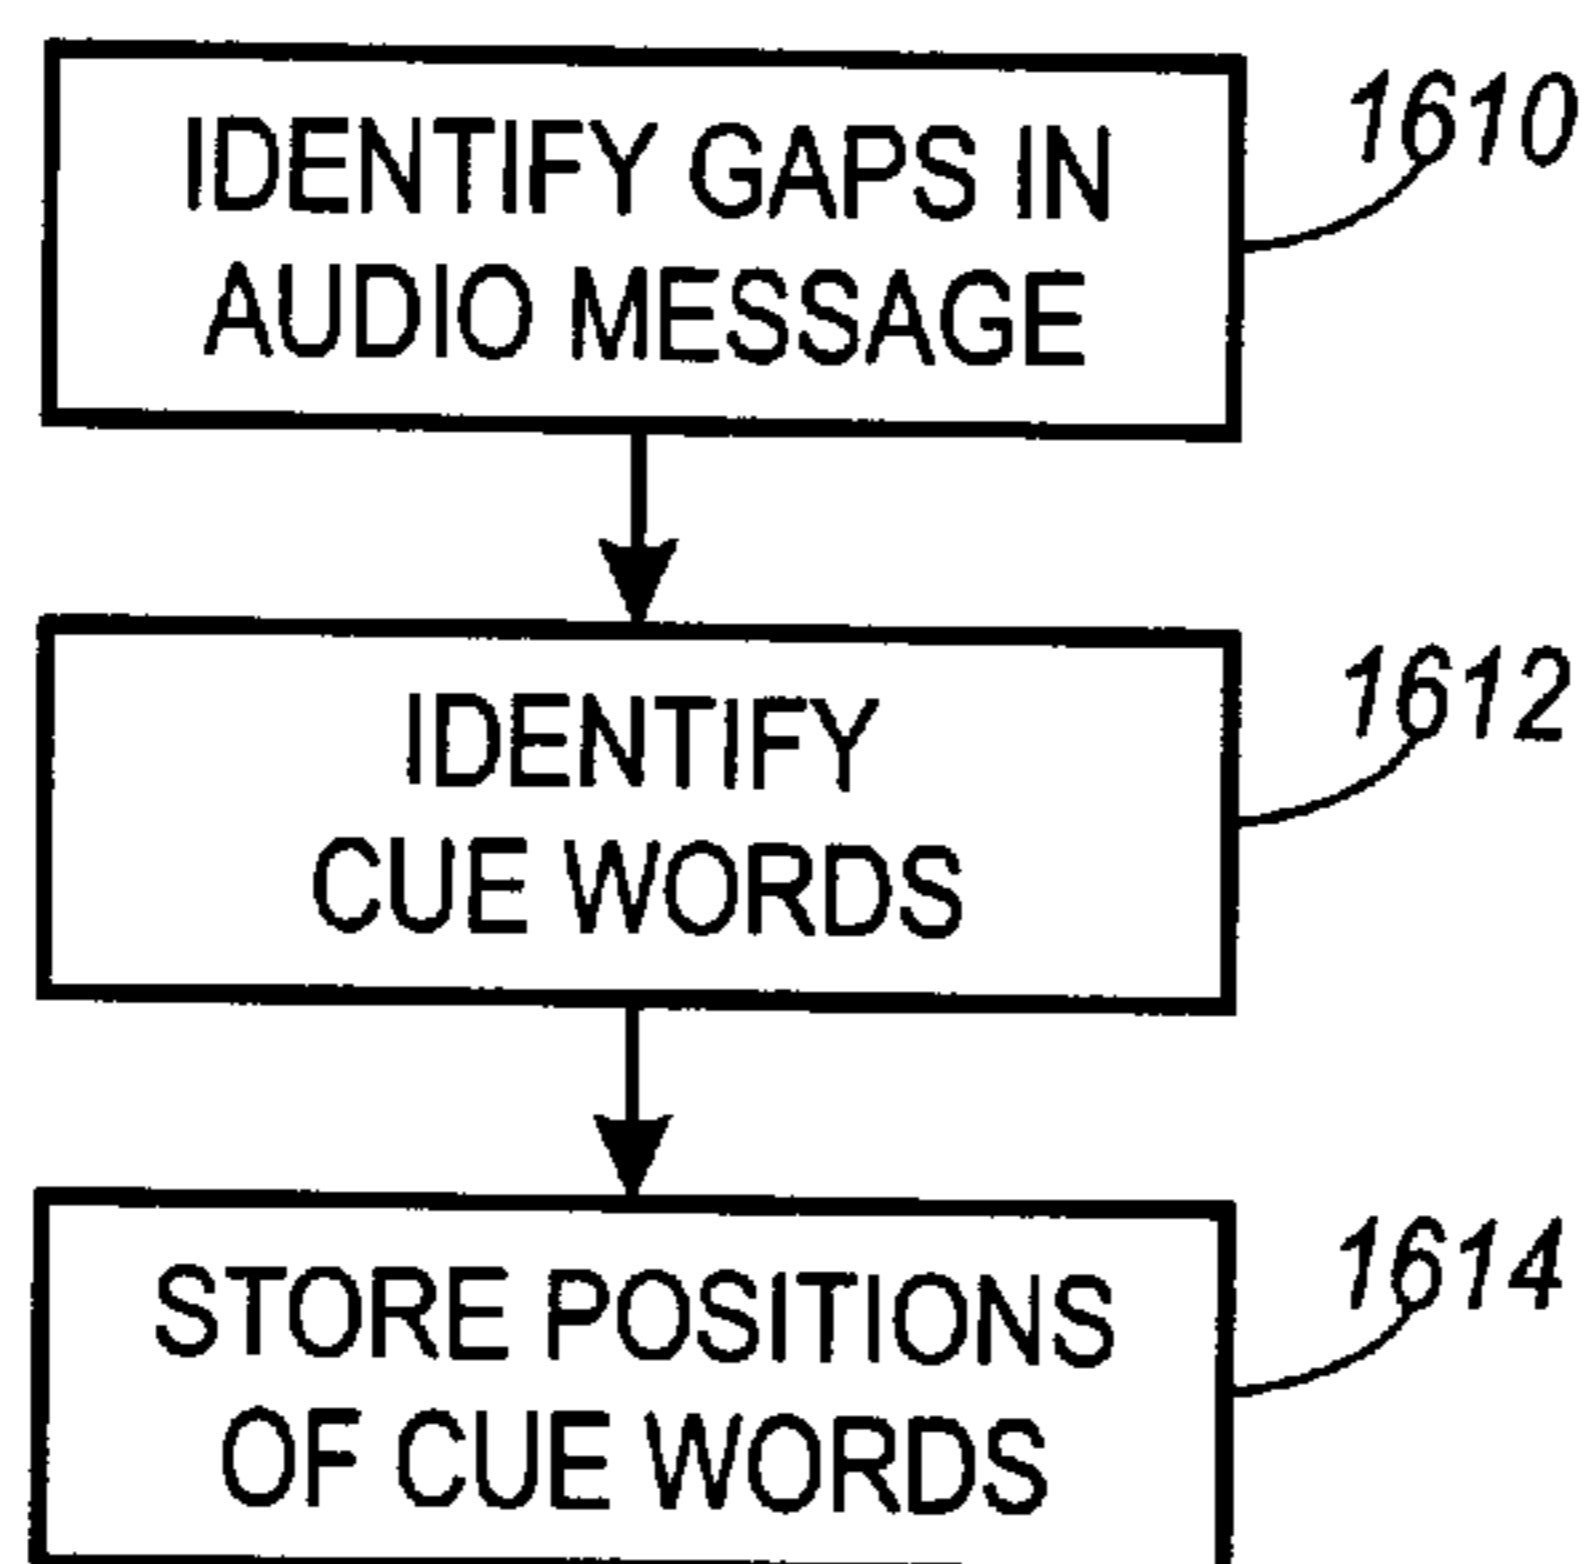 IDENTIFY GAPS IN
AUDIO MESSAGE
1610
IDENTIFY
CUE WORDS
1612
STORE POSITIONS
OF CUE WORDS
1614